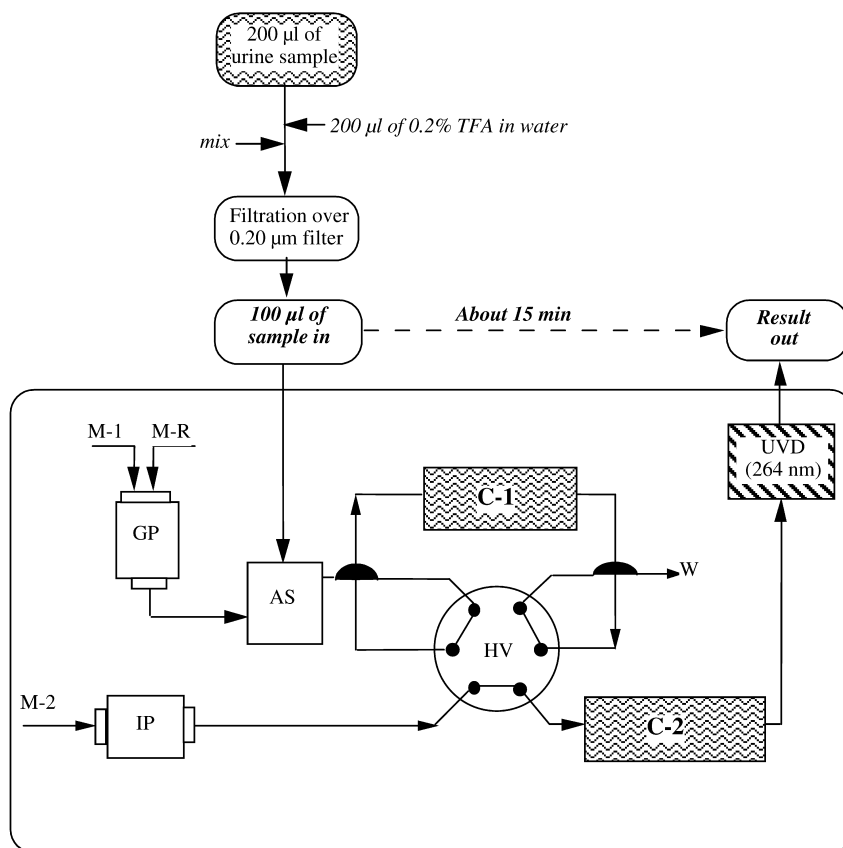 200 µl of
urine sample
200 µl of 0.2% TFA in water
mix
Filtration over
0.20 µm filter
100 µl of
sample in
About 15 min
Result
out
M-1
M-R
UVD
(264 nm)
C-1
GP
AS
W
HV
M-2
IP
C-2